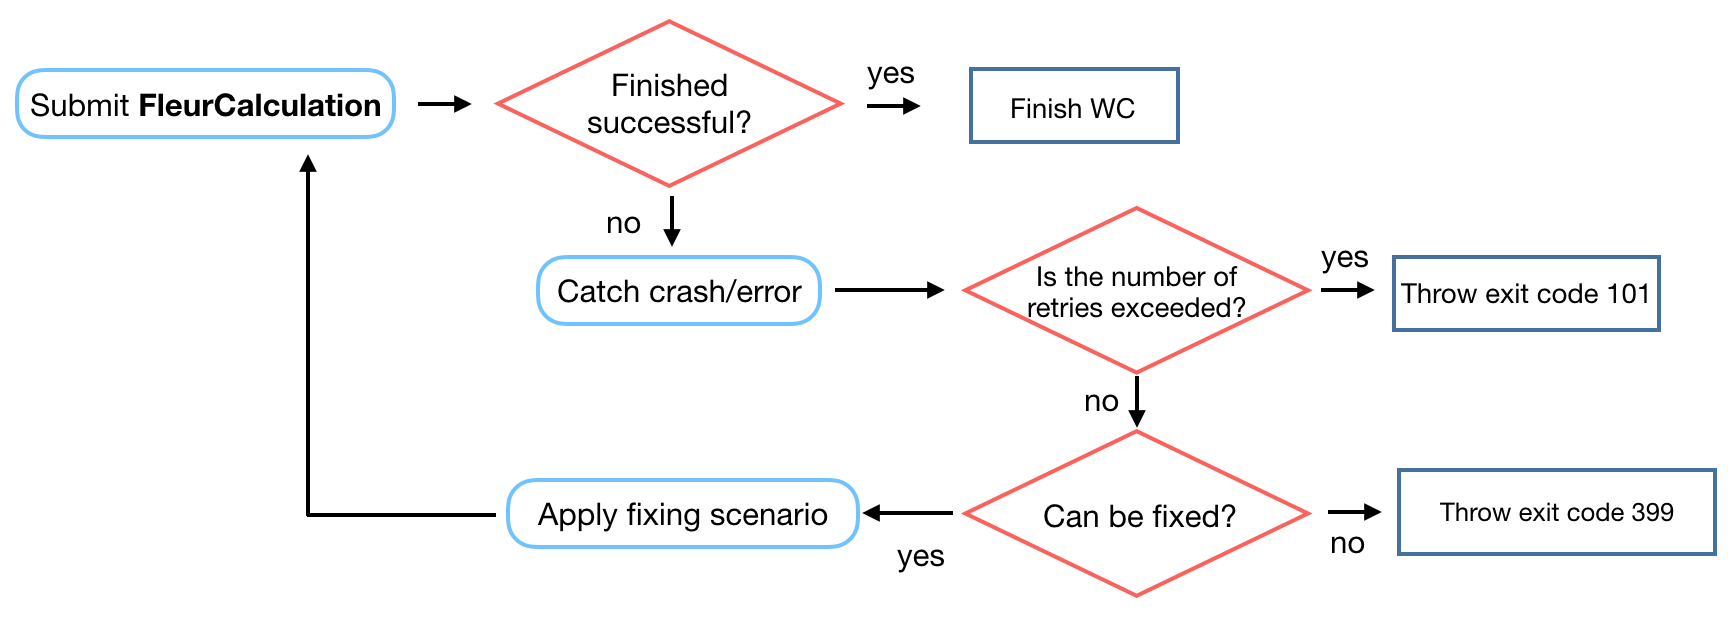 Submit FleurCalculation
Finished
successful?
yes
Finish WC
no
Catch crash/error
Is the number of
retries exceeded?
yes
Throw exit code 101
no
Can be fixed?
no
Throw exit code 399
yes
Apply fixing scenario